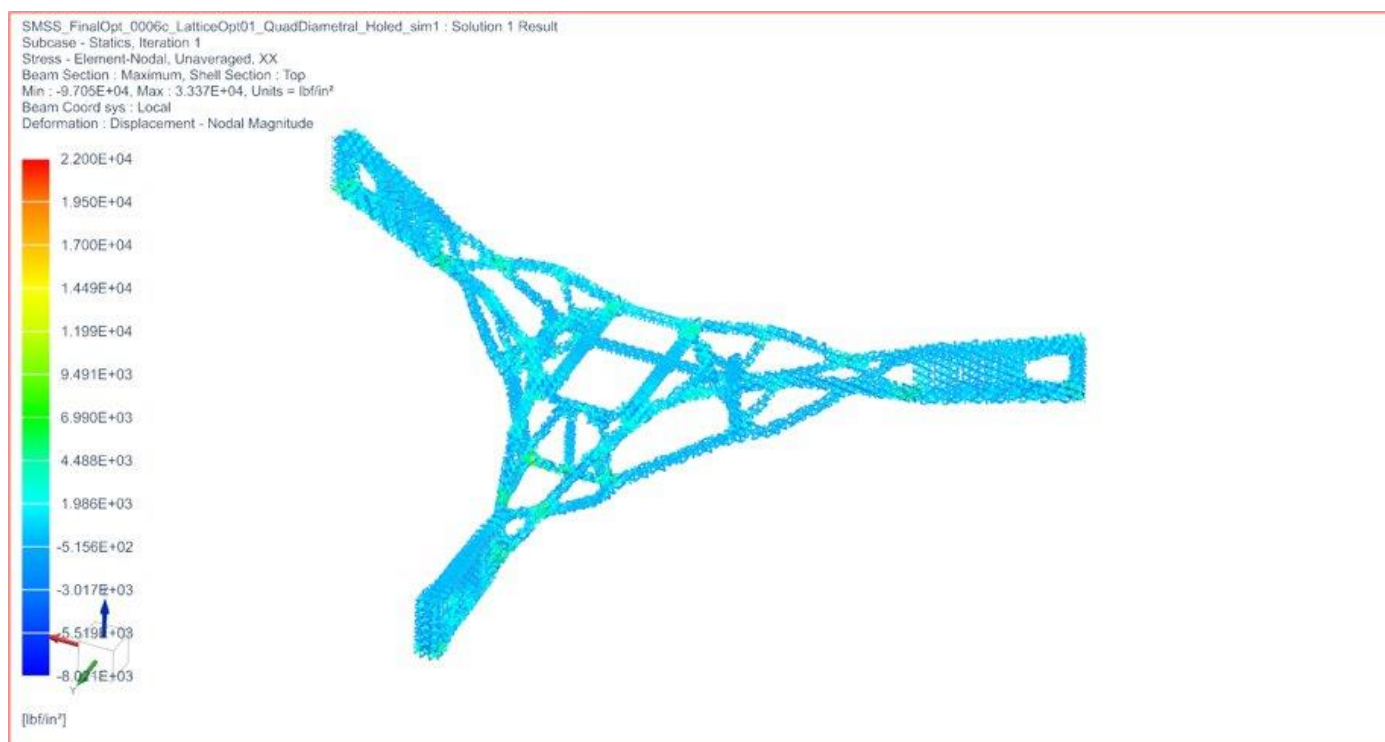 SMSS_FinalOpt_0006c_LatticeOpt01_QuadDiametral_Holed_sim1 : Solution 1 Result
Subcase - Statics, Iteration 1
Stress - Element-Nodal, Unaveraged, XX
Beam Section : Maximum, Shell Section : Top
Min : -9.705E+04, Max : 3.337E+04, Units = lbf/in²
Beam Coord sys : Local
Deformation : Displacement - Nodal Magnitude
2.200E+04
1.950E+04
1.700E+04
1.449E+04
1.199E+04
9.491E+03
6.990E+03
4.488E+03
1.986E+03
-5.156E+02
-3.017E+03
-5.519E+03
Y
[lbf/in²]